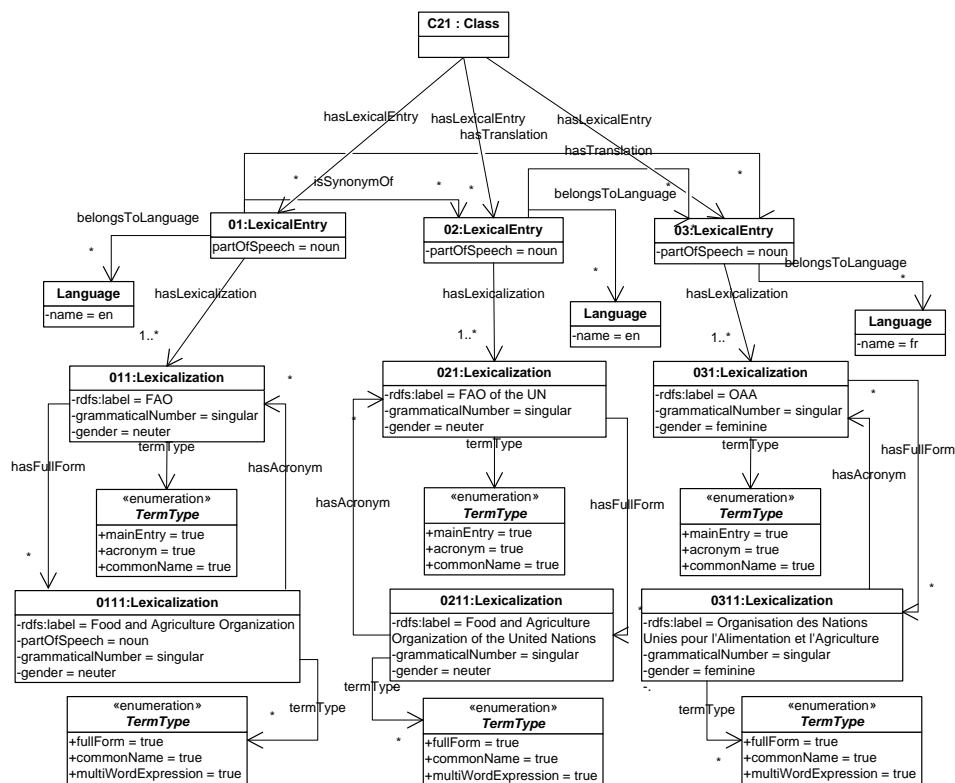 C21 : Class
hasLexicalEntry
hasLexicalEntry
hasLexicalEntry
hasTranslation
hasTranslation
isSynonymOf
*
*
*
*
*
belongsToLanguage
belongsToLanguage
*
01:LexicalEntry
partOfSpeech = noun
02:LexicalEntry
-partOfSpeech = noun
03:LexicalEntry
-partOfSpeech = noun
belongsToLanguage
*
*
Language
-name = en
hasLexicalization
hasLexicalization
hasLexicalization
Language
-name = en
Language
-name = fr
1..*
1..*
1..*
011:Lexicalization
-rdfs:label = FAO
-grammaticalNumber = singular
-gender = neuter
*
021:Lexicalization
-rdfs:label = FAO of the UN
-grammaticalNumber = singular
-gender = neuter
*
031:Lexicalization
-rdfs:label = OAA
-grammaticalNumber = singular
-gender = feminine
*
termType
termType
termType
hasFullForm
hasAcronym
hasAcronym
hasFullForm
hasAcronym
hasFullForm
«enumeration»
TermType
+mainEntry = true
+acronym = true
+commonName = true
«enumeration»
TermType
+mainEntry = true
+acronym = true
+commonName = true
«enumeration»
TermType
+mainEntry = true
+acronym = true
+commonName = true
*
*
*
0111:Lexicalization
-rdfs:label = Food and Agriculture Organization
-partOfSpeech = noun
-grammaticalNumber = singular
-gender = neuter
0211:Lexicalization
-rdfs:label = Food and Agriculture
Organization of the United Nations
-grammaticalNumber = singular
-gender = neuter
0311:Lexicalization
-rdfs:label = Organisation des Nations
Unies pour l'Alimentation et l'Agriculture
-grammaticalNumber = singular
-gender = feminine
-.
termType
termType
termType
*
*
*
«enumeration»
TermType
+fullForm = true
+commonName = true
+multiWordExpression = true
«enumeration»
TermType
+fullForm = true
+commonName = true
+multiWordExpression = true
«enumeration»
TermType
+fullForm = true
+commonName = true
+multiWordExpression = true